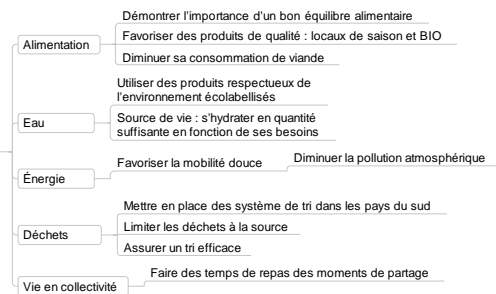 Alimentation
Démontrer l'importance d'un bon équilibre alimentaire
Favoriser des produits de qualité : locaux de saison et BIO
Diminuer sa consommation de viande
Eau
Utiliser des produits respectueux de
l'environnement écolabellisés
Source de vie : s'hydrater en quantité
suffisante en fonction de ses besoins
Énergie
Favoriser la mobilité douce
Diminuer la pollution atmosphérique
Déchets
Mettre en place des système de tri dans les pays du sud
Limiter les déchets à la source
Assurer un tri efficace
Vie en collectivité
Faire des temps de repas des moments de partage